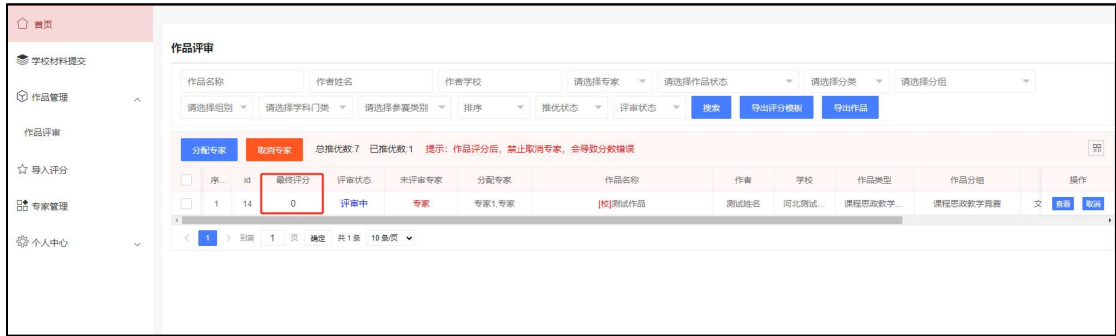 首页
学校材料提交
作品管理
作品评审
导入评分
专家管理
个人中心
作品评审
作品名称 作者姓名 作者学校 请选择专家 请选择作品状态 请选择分类 请选择分组
请选择组别 请选择学科门类 请选择参赛类别 排序 推优状态 评审状态 搜索 导出评分模板 导出作品
分配专家 取消专家 总推优数:7 已推优数:1 提示：作品评分后，禁止取消专家，会导致分数错误
序... id 最终评分 评审状态 未评审专家 分配专家 作品名称 作者 学校 作品类型 作品分组 操作
1 14 0 评审中 专家 专家1,专家 [校]测试作品 测试姓名 河北测试... 课程思政教学... 课程思政教学竞赛 文 查看 取消
< 1 > 到第 1 页 确定 共1条 10条/页